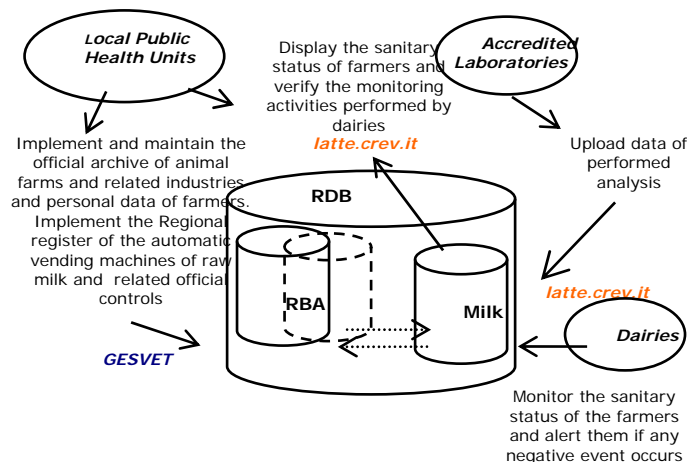 Local Public
Health Units
Display the sanitary
status of farmers and
verify the monitoring
activities performed by
dairies
latte.crev.it
Accredited
Laboratories
Implement and maintain the
official archive of animal
farms and related industries
and personal data of farmers.
Implement the Regional
register of the automatic
vending machines of raw
milk and related official
controls
GESVET
Upload data of
performed
analysis
latte.crev.it
RDB
RBA
Milk
Dairies
Monitor the sanitary
status of the farmers
and alert them if any
negative event occurs